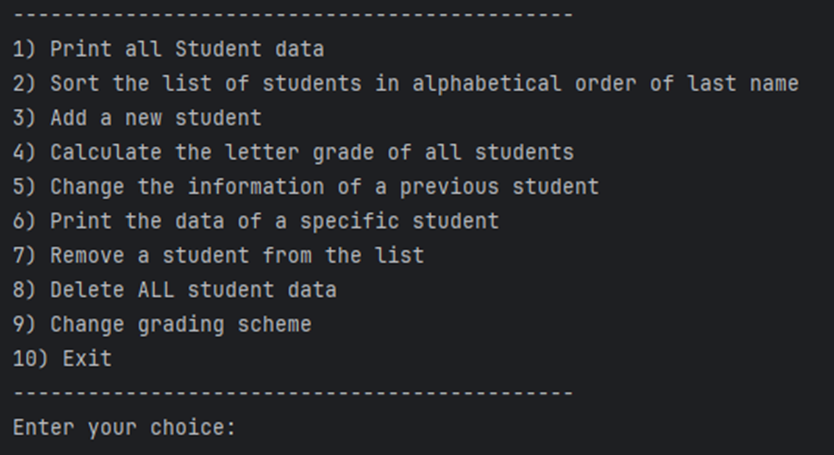 ---------------------------------------------
1) Print all Student data
2) Sort the list of students in alphabetical order of last name
3) Add a new student
4) Calculate the letter grade of all students
5) Change the information of a previous student
6) Print the data of a specific student
7) Remove a student from the list
8) Delete ALL student data
9) Change grading scheme
10) Exit
---------------------------------------------
Enter your choice: